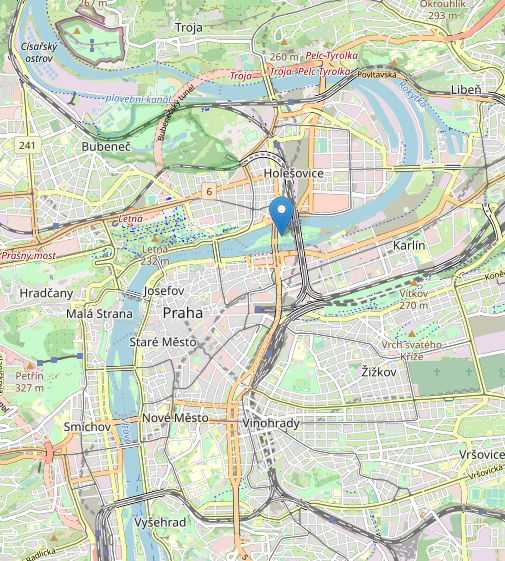 267 m
Troja
Okrouhlík
293 m
Císařský
ostrov
260 m
Pelc-Tyrolka
Troja
Troja, Pelc-Tyrolka
Povltavská
plavební kanál
Bubenečský tunel
Rokytka
Libeň
241
Bubeneč
Holešovice
6
Letná
Prašný most
Letná
232 m
Karlín
Hradčany
Josefov
Malá Strana
Praha
Vítkov
270 m
Staré Město
Vrch svatého
Kříže
Žižkov
Petřín
327 m
Nové Město
Smíchov
Vinohrady
Vršovice
Vršovická
Vyšehrad
Radlická